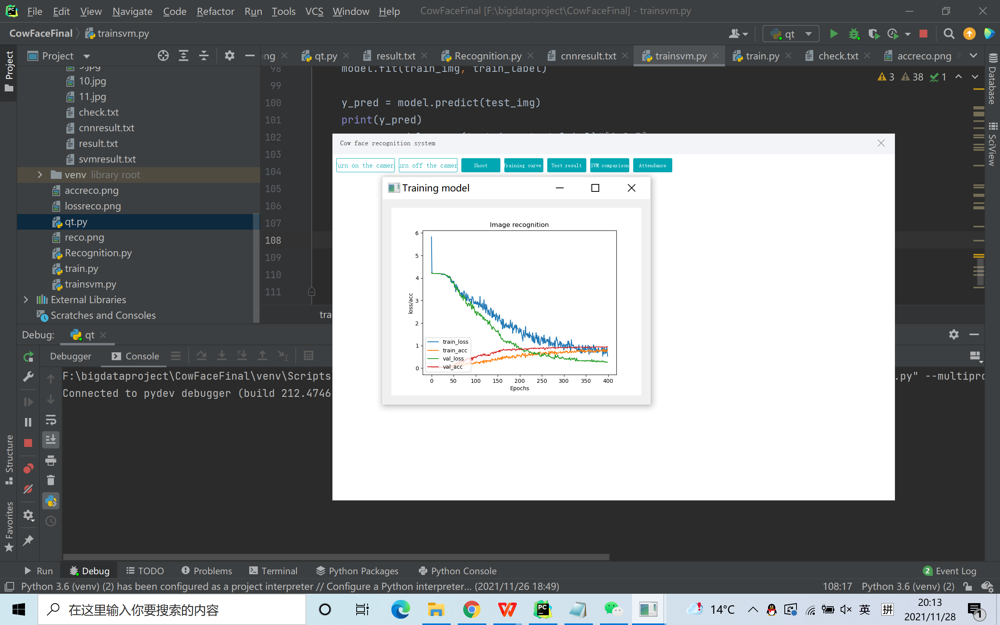 PC
File Edit View Navigate Code Refactor Run Tools VCS Window Help
CowFaceFinal [F:\bigdataproject\CowFaceFinal] - trainsvm.py
CowFaceFinal
trainsvm.py
qt
Project
Project
ng
qt.py
result.txt
Recognition.py
cnnresult.txt
trainsvm.py
train.py
check.txt
accreco.png
9.jpg
10.jpg
11.jpg
check.txt
cnnresult.txt
result.txt
svmresult.txt
venv library root
accreco.png
lossreco.png
qt.py
reco.png
Recognition.py
train.py
trainsvm.py
External Libraries
Scratches and Consoles
98 model.fit(train_img, train_label)
99
100 y_pred = model.predict(test_img)
101 print(y_pred)
102
103
104
105
106
107
108
109
110
111
tra
3 38 1
Database
SciView
Cow face recognition system
urn on the camer
urn off the camer
Shoot
Training curve
Test result
SVM comparison
Attendance
Training model
Image recognition
6
5
4
3
2
1
0
loss/acc
train_loss
train_acc
val_loss
val_acc
0 50 100 150 200 250 300 350 400
Epochs
Debug:
qt
Debugger
Console
F:\bigdataproject\CowFaceFinal\venv\Scripts
.py" --multipro
Connected to pydev debugger (build 212.4746
Structure
Favorites
Run
Debug
TODO
Problems
Terminal
Python Packages
Python Console
2 Event Log
Python 3.6 (venv) (2) has been configured as a project interpreter // Configure a Python interpreter... (2021/11/26 18:49)
108:17 Python 3.6 (venv) (2)
在这里输入你要搜索的内容
PC
14°C
英
拼
20:13
2021/11/28
1